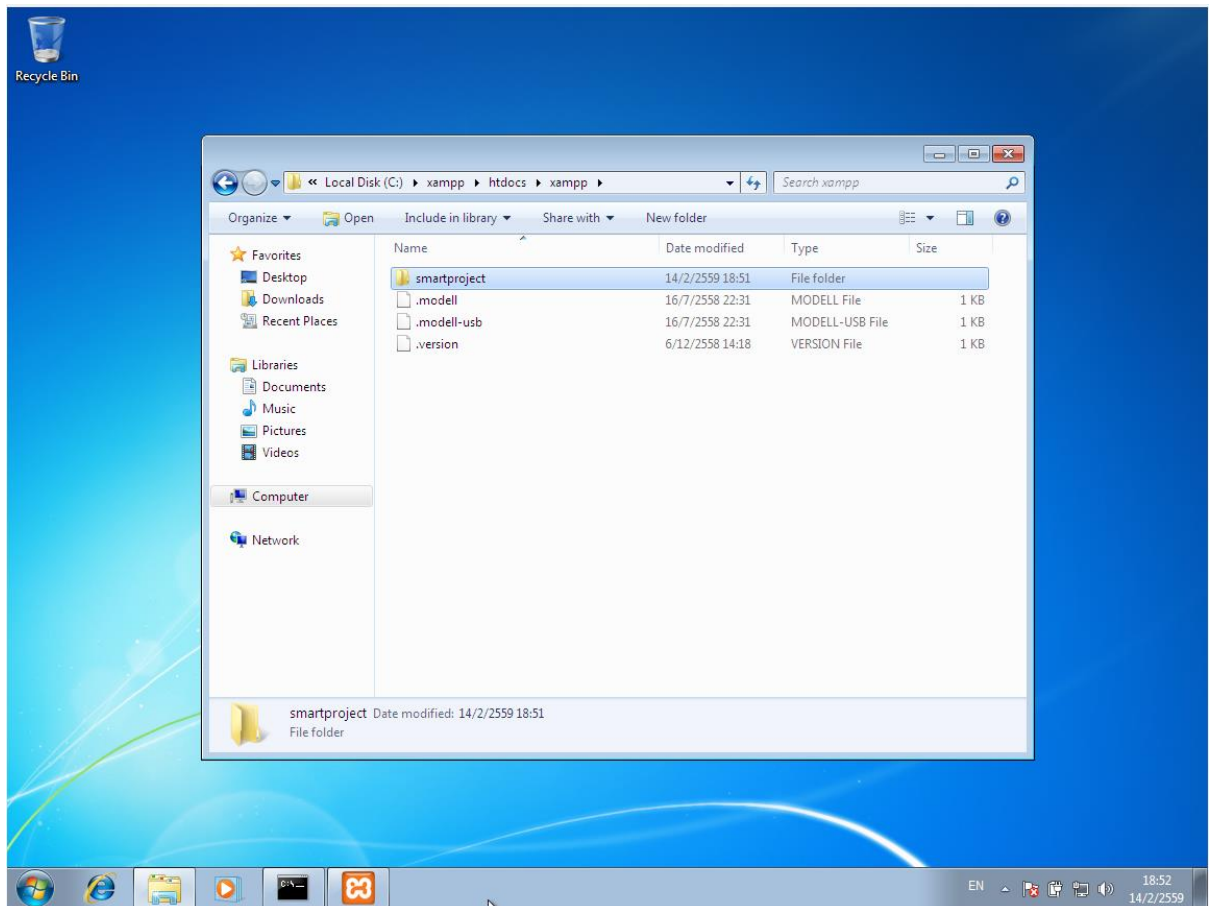 Recycle Bin
« Local Disk (C:) ▸ xampp ▸ htdocs ▸ xampp ▸
Search xampp
Organize Open Include in library Share with New folder
Name Date modified Type Size
smartproject 14/2/2559 18:51 File folder
.modell 16/7/2558 22:31 MODELL File 1 KB
.modell-usb 16/7/2558 22:31 MODELL-USB File 1 KB
.version 6/12/2558 14:18 VERSION File 1 KB
Favorites
Desktop
Downloads
Recent Places
Libraries
Documents
Music
Pictures
Videos
Computer
Network
smartproject Date modified: 14/2/2559 18:51
File folder
C:\_
EN
18:52
14/2/2559